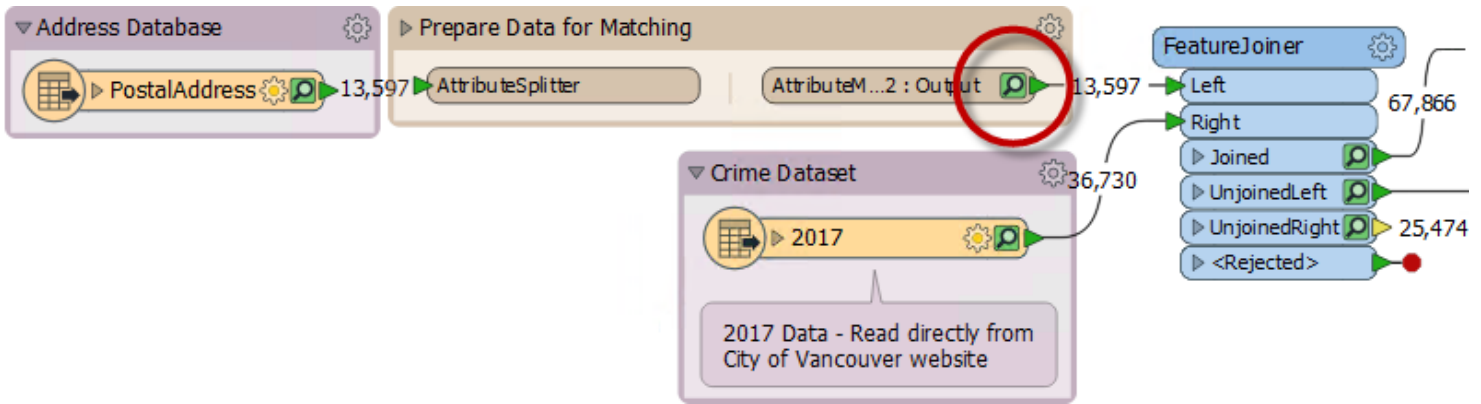 Address Database
PostalAddress
13,597
Prepare Data for Matching
AttributeSplitter
AttributeM...2 : Output
13,597
Crime Dataset
2017
36,730
2017 Data - Read directly from
City of Vancouver website
FeatureJoiner
Left
Right
Joined
67,866
UnjoinedLeft
UnjoinedRight
25,474
<Rejected>